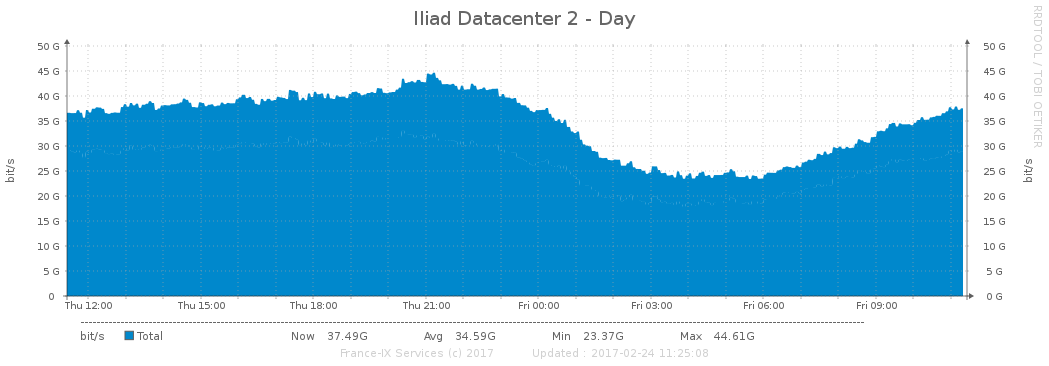 Iliad Datacenter 2 - Day
RRDTOOL / TOBI OETIKER
50 G 50 G
45 G 45 G
40 G 40 G
35 G 35 G
30 G 30 G
25 G 25 G
20 G 20 G
15 G 15 G
10 G 10 G
5 G 5 G
0 0 G
bit/s bit/s
Thu 12:00 Thu 15:00 Thu 18:00 Thu 21:00 Fri 00:00 Fri 03:00 Fri 06:00 Fri 09:00
bit/s Total Now 37.49G Avg 34.59G Min 23.37G Max 44.61G
France-IX Services (c) 2017 Updated : 2017-02-24 11:25:08